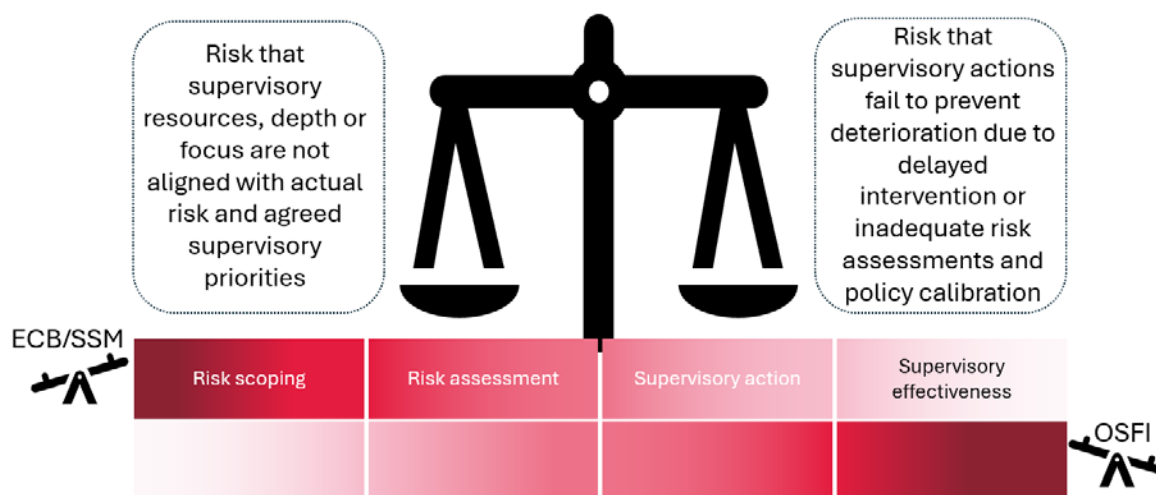 Risk that
supervisory
resources, depth or
focus are not
aligned with actual
risk and agreed
supervisory
priorities
Risk that
supervisory actions
fail to prevent
deterioration due to
delayed
intervention or
inadequate risk
assessments and
policy calibration
ECB/SSM
Risk scoping
Risk assessment
Supervisory action
Supervisory
effectiveness
OSFI